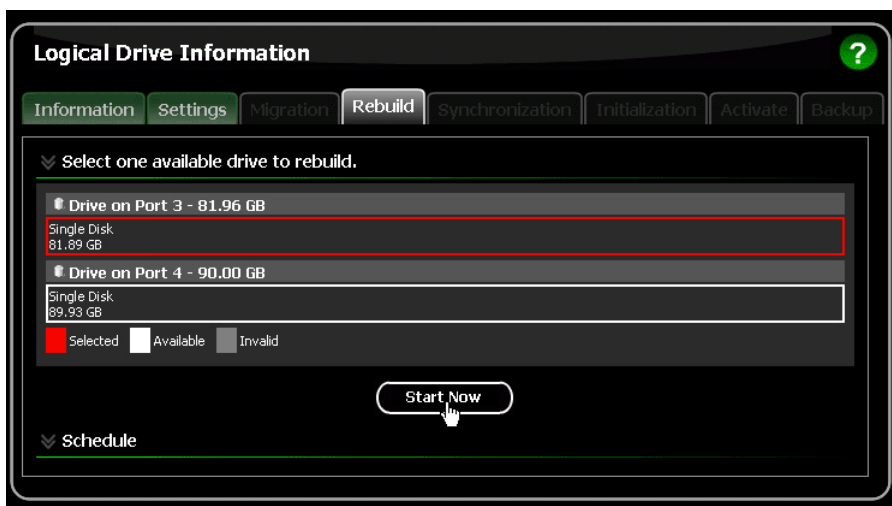 Logical Drive Information
?
Information Settings Migration Rebuild Synchronization Initialization Activate Backup
Select one available drive to rebuild.
Drive on Port 3 - 81.96 GB
Single Disk
81.89 GB
Drive on Port 4 - 90.00 GB
Single Disk
89.93 GB
Selected Available Invalid
Start Now
Schedule